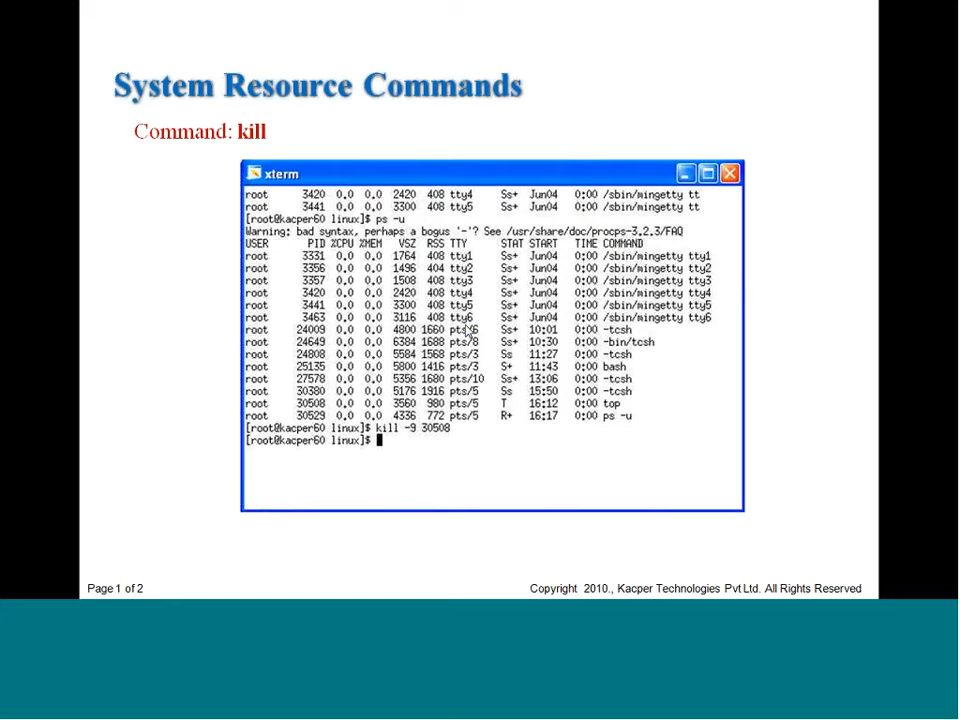 System Resource Commands
Command: kill
xterm
root 3420 0.0 0.0 2420 408 tty4 Ss+ Jun04 0:00 /sbin/mingetty tt
root 3441 0.0 0.0 3300 408 tty5 Ss+ Jun04 0:00 /sbin/mingetty tt
[root@kacper60 linux]$ ps -u
Warning: bad syntax, perhaps a bogus '-'? See /usr/share/doc/procps-3.2.3/FAQ
USER PID %CPU %MEM VSZ RSS TTY STAT START TIME COMMAND
root 3331 0.0 0.0 1764 408 tty1 Ss+ Jun04 0:00 /sbin/mingetty tty1
root 3356 0.0 0.0 1496 404 tty2 Ss+ Jun04 0:00 /sbin/mingetty tty2
root 3357 0.0 0.0 1508 408 tty3 Ss+ Jun04 0:00 /sbin/mingetty tty3
root 3420 0.0 0.0 2420 408 tty4 Ss+ Jun04 0:00 /sbin/mingetty tty4
root 3441 0.0 0.0 3300 408 tty5 Ss+ Jun04 0:00 /sbin/mingetty tty5
root 3463 0.0 0.0 3116 408 tty6 Ss+ Jun04 0:00 /sbin/mingetty tty6
root 24009 0.0 0.0 4800 1660 pts/6 Ss+ 10:01 0:00 -tcsh
root 24649 0.0 0.0 6384 1688 pts/8 Ss+ 10:30 0:00 -bin/tcsh
root 24808 0.0 0.0 5584 1568 pts/3 Ss 11:27 0:00 -tcsh
root 25135 0.0 0.0 5800 1416 pts/3 S+ 11:43 0:00 bash
root 27578 0.0 0.0 5356 1680 pts/10 Ss+ 13:06 0:00 -tcsh
root 30380 0.0 0.0 5176 1916 pts/5 Ss 15:50 0:00 -tcsh
root 30508 0.0 0.0 3560 980 pts/5 T 16:12 0:00 top
root 30529 0.0 0.0 4336 772 pts/5 R+ 16:17 0:00 ps -u
[root@kacper60 linux]$ kill -9 30508
[root@kacper60 linux]$
Page 1 of 2
Copyright 2010., Kacper Technologies Pvt Ltd. All Rights Reserved